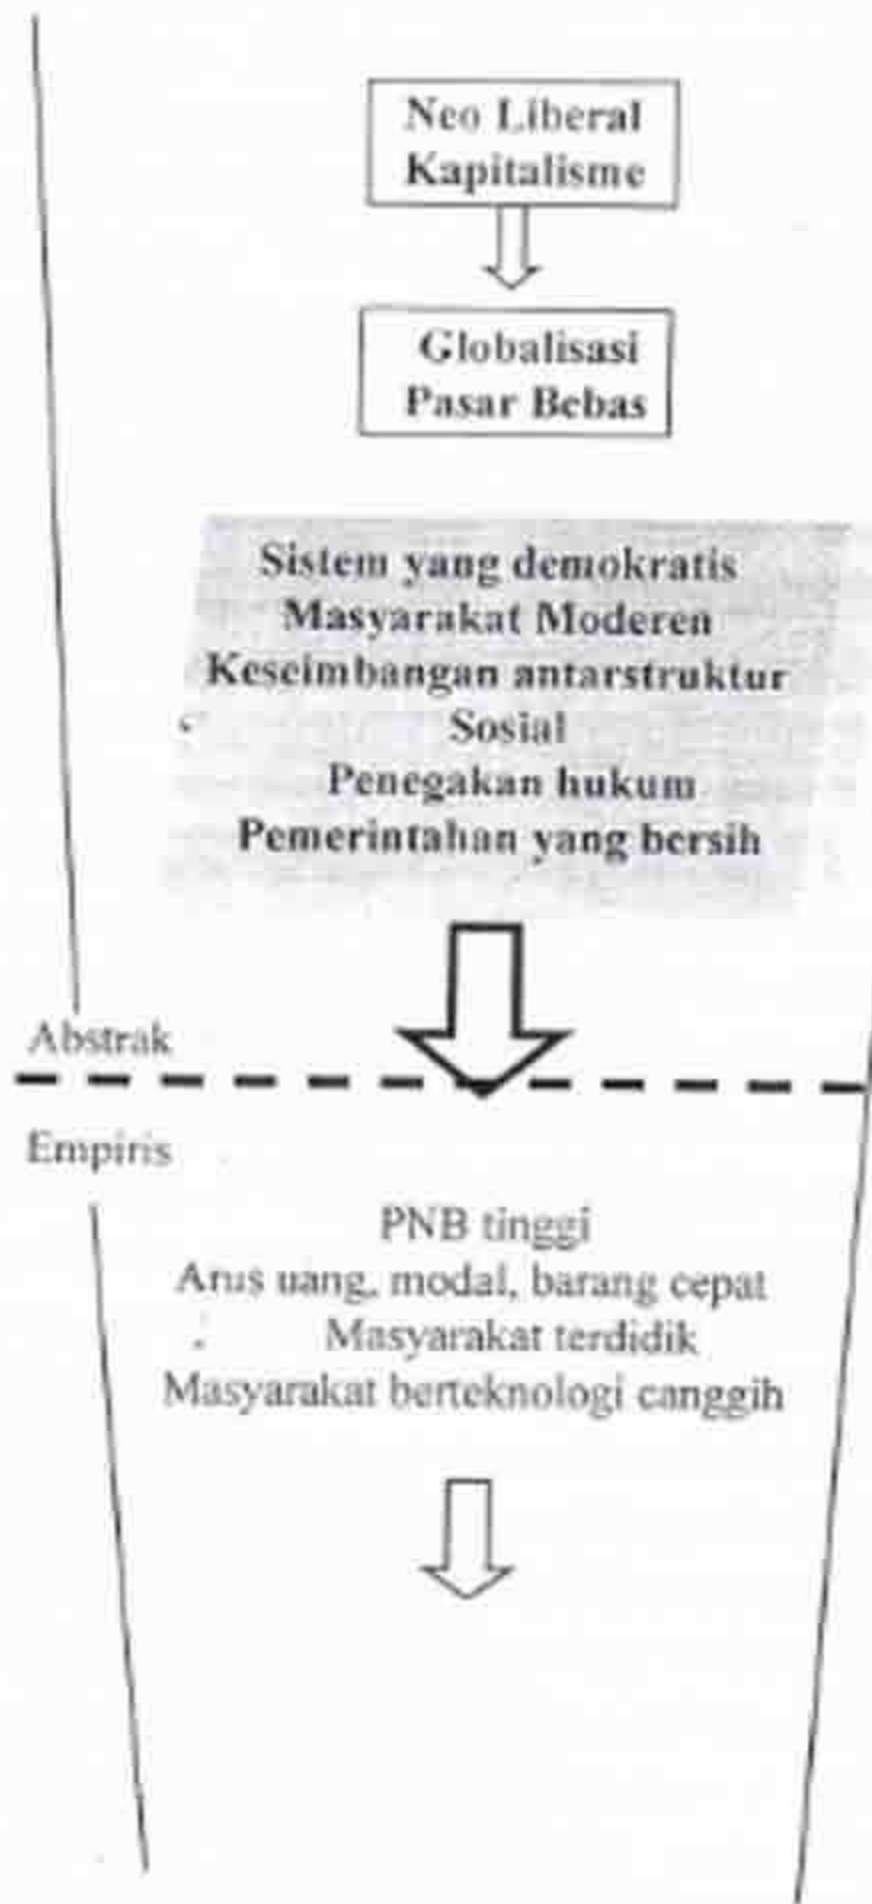 Neo Liberal
Kapitalisme
Globalisasi
Pasar Bebas
Sistem yang demokratis
Masyarakat Moderen
Keseimbangan antarstruktur
Sosial
Penegakan hukum
Pemerintahan yang bersih
Abstrak
Empiris
PNB tinggi
Arus uang, modal, barang cepat
Masyarakat terdidik
Masyarakat berteknologi canggih